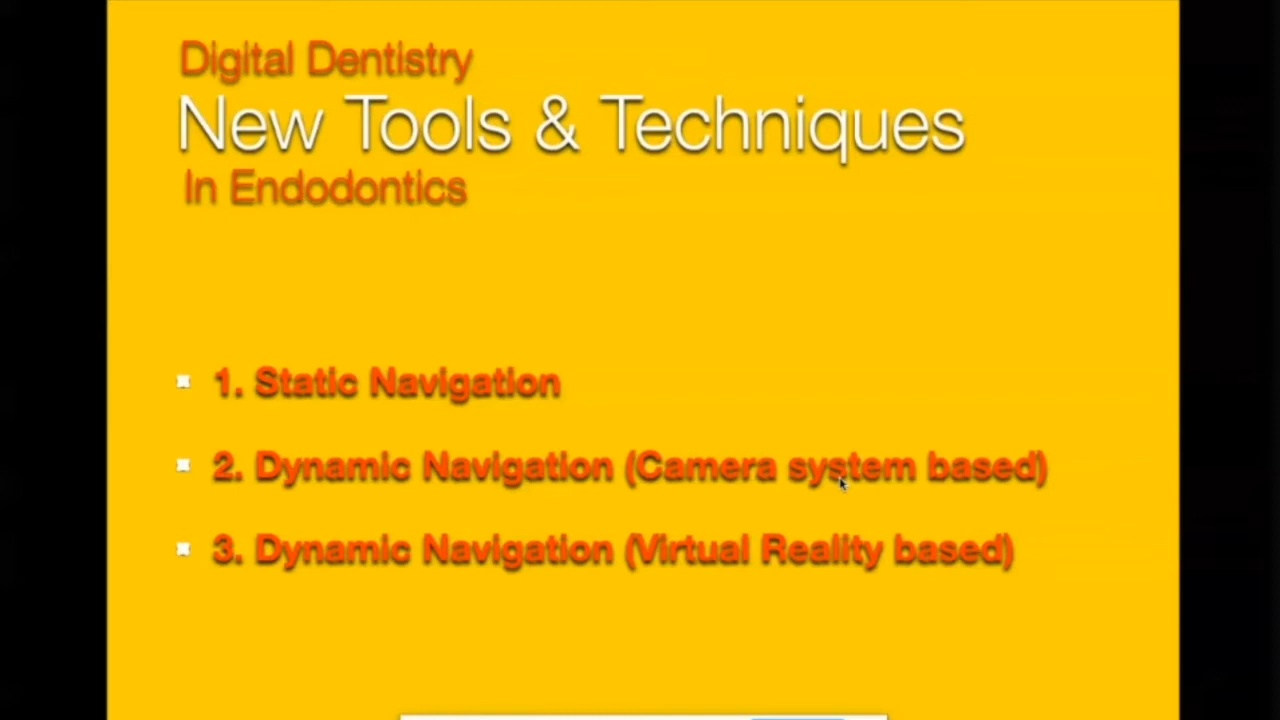 Digital Dentistry
New Tools & Techniques
In Endodontics
1. Static Navigation
2. Dynamic Navigation (Camera system based)
3. Dynamic Navigation (Virtual Reality based)